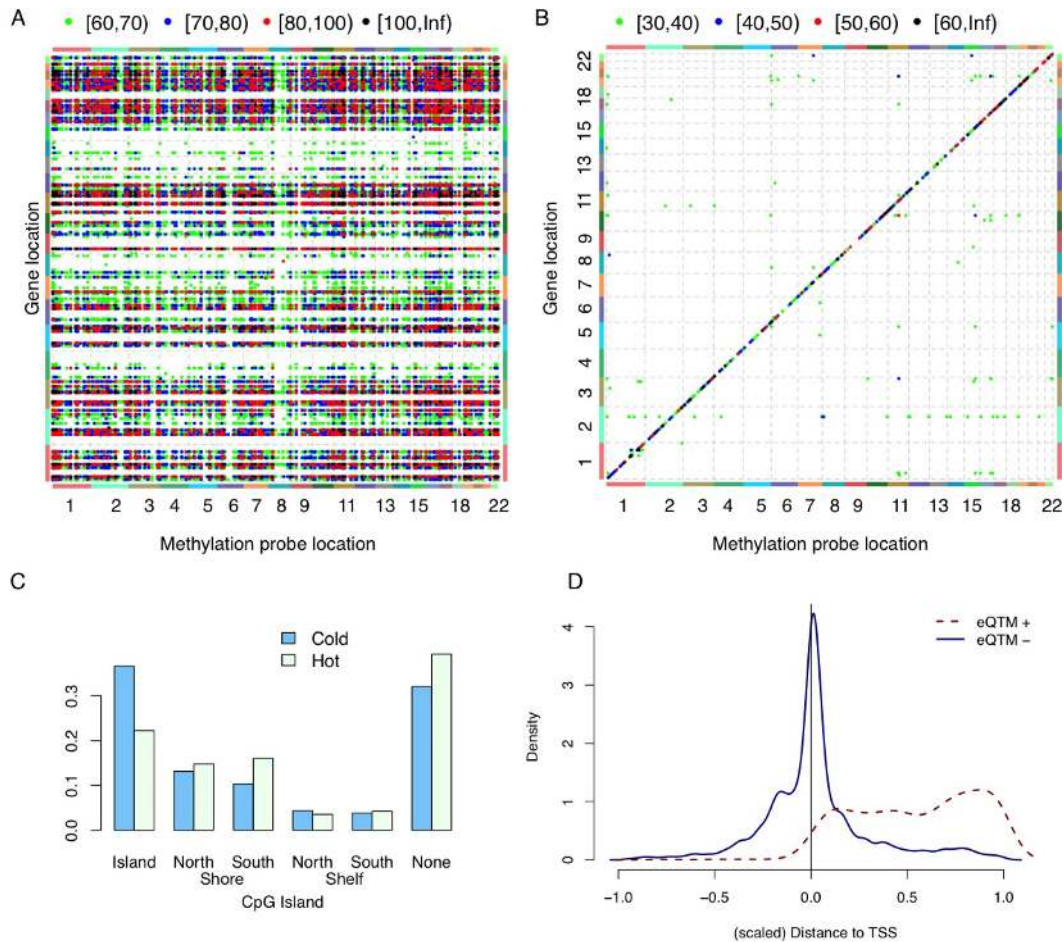 A
[60,70) [70,80) [80,100) [100,Inf)
Gene location
1 2 3 4 5 6 7 8 9 11 13 15 18 22
Methylation probe location
B
[30,40) [40,50) [50,60) [60,Inf)
Gene location
22
18
15
13
11
9
8
7
6
5
4
3
2
1
1 2 3 4 5 6 7 8 9 11 13 15 18 22
Methylation probe location
C
Cold
Hot
0.3
0.2
0.1
0.0
Island North South North South None
Shore Shelf
CpG Island
D
eQTM +
eQTM −
4
3
2
1
0
Density
−1.0 −0.5 0.0 0.5 1.0
(scaled) Distance to TSS